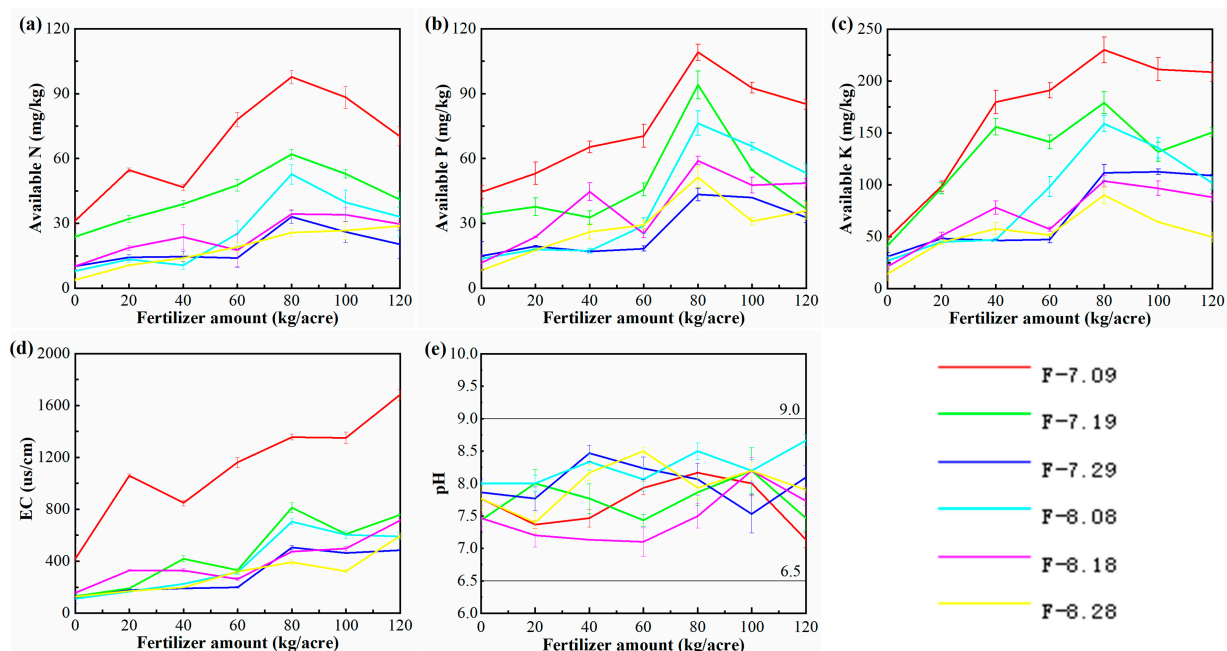 (a)
120
90
60
30
0
Available N (mg/kg)
0 20 40 60 80 100 120
Fertilizer amount (kg/acre)
(b)
120
90
60
30
0
Available P (mg/kg)
0 20 40 60 80 100 120
Fertilizer amount (kg/acre)
(c)
250
200
150
100
50
0
Available K (mg/kg)
0 20 40 60 80 100 120
Fertilizer amount (kg/acre)
(d)
2000
1600
1200
800
400
0
EC (us/cm)
0 20 40 60 80 100 120
Fertilizer amount (kg/acre)
(e)
10.0
9.5
9.0
8.5
8.0
7.5
7.0
6.5
6.0
pH
9.0
6.5
0 20 40 60 80 100 120
Fertilizer amount (kg/acre)
F-7.09
F-7.19
F-7.29
F-8.08
F-8.18
F-8.28